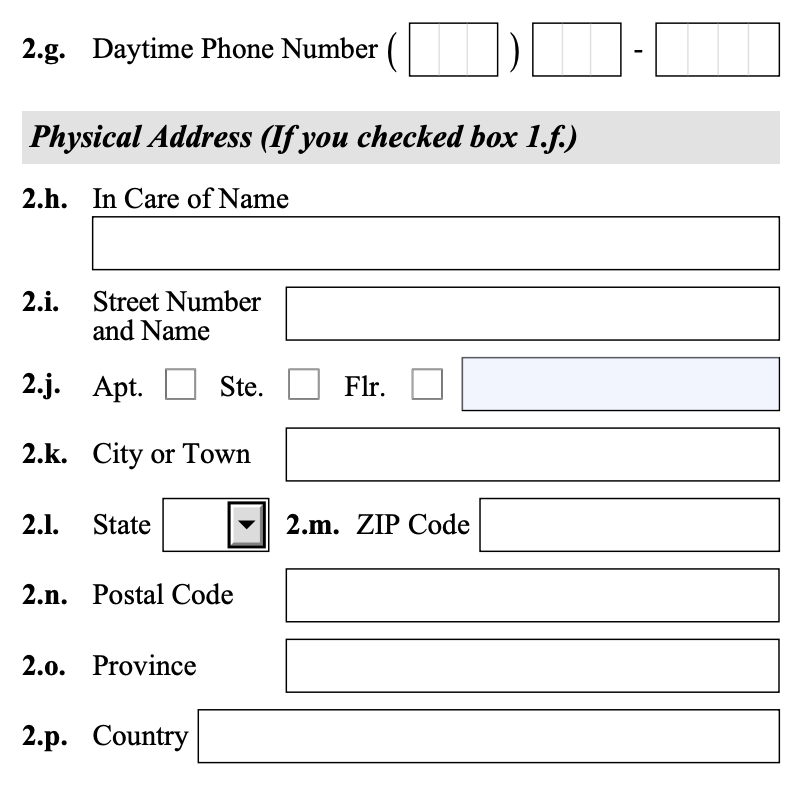 2.g. Daytime Phone Number ( ) -
Physical Address (If you checked box 1.f.)
2.h. In Care of Name
2.i. Street Number
and Name
2.j. Apt. Ste. Flr.
2.k. City or Town
2.l. State 2.m. ZIP Code
2.n. Postal Code
2.o. Province
2.p. Country